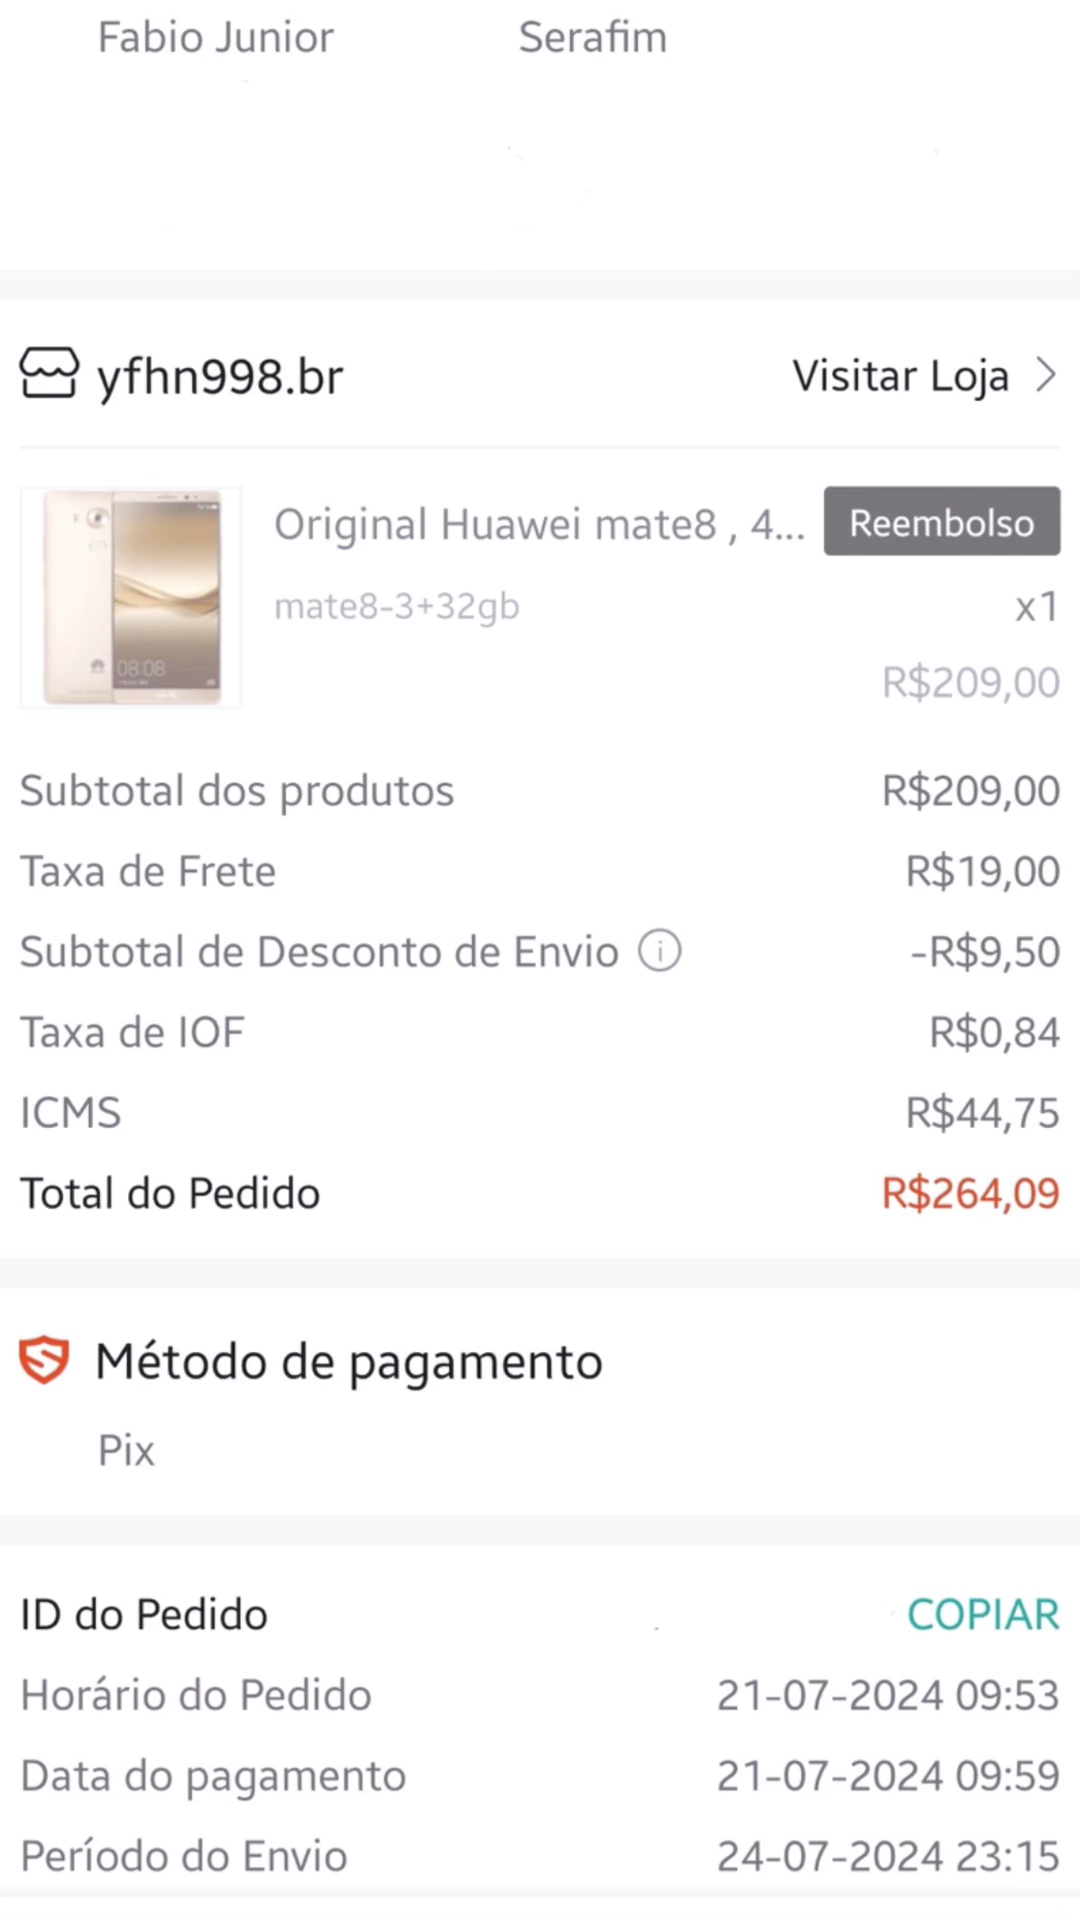 Fabio Junior Serafim
yfhn998.br Visitar Loja
Original Huawei mate8 , 4... Reembolso
mate8-3+32gb x1
08:08
R$209,00
Subtotal dos produtos R$209,00
Taxa de Frete R$19,00
Subtotal de Desconto de Envio -R$9,50
Taxa de IOF R$0,84
ICMS R$44,75
Total do Pedido R$264,09
Método de pagamento
Pix
ID do Pedido COPIAR
Horário do Pedido 21-07-2024 09:53
Data do pagamento 21-07-2024 09:59
Período do Envio 24-07-2024 23:15